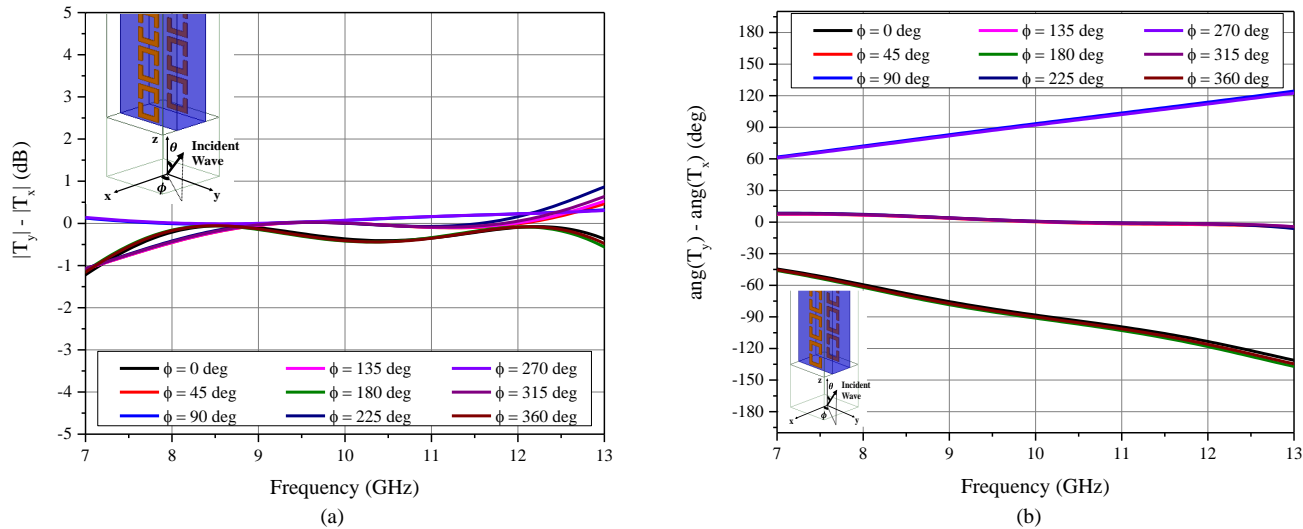 5
4
3
2
1
0
-1
-2
-3
-4
-5
|T_y| - |T_x| (dB)
z
θ
Incident
Wave
x
ϕ
y
ϕ = 0 deg ϕ = 135 deg ϕ = 270 deg
ϕ = 45 deg ϕ = 180 deg ϕ = 315 deg
ϕ = 90 deg ϕ = 225 deg ϕ = 360 deg
7 8 9 10 11 12 13
Frequency (GHz)
(a)
180
150
120
90
60
30
0
-30
-60
-90
-120
-150
-180
ang(T_y) - ang(T_x) (deg)
ϕ = 0 deg ϕ = 135 deg ϕ = 270 deg
ϕ = 45 deg ϕ = 180 deg ϕ = 315 deg
ϕ = 90 deg ϕ = 225 deg ϕ = 360 deg
z
θ
Incident
Wave
x
ϕ
y
7 8 9 10 11 12 13
Frequency (GHz)
(b)